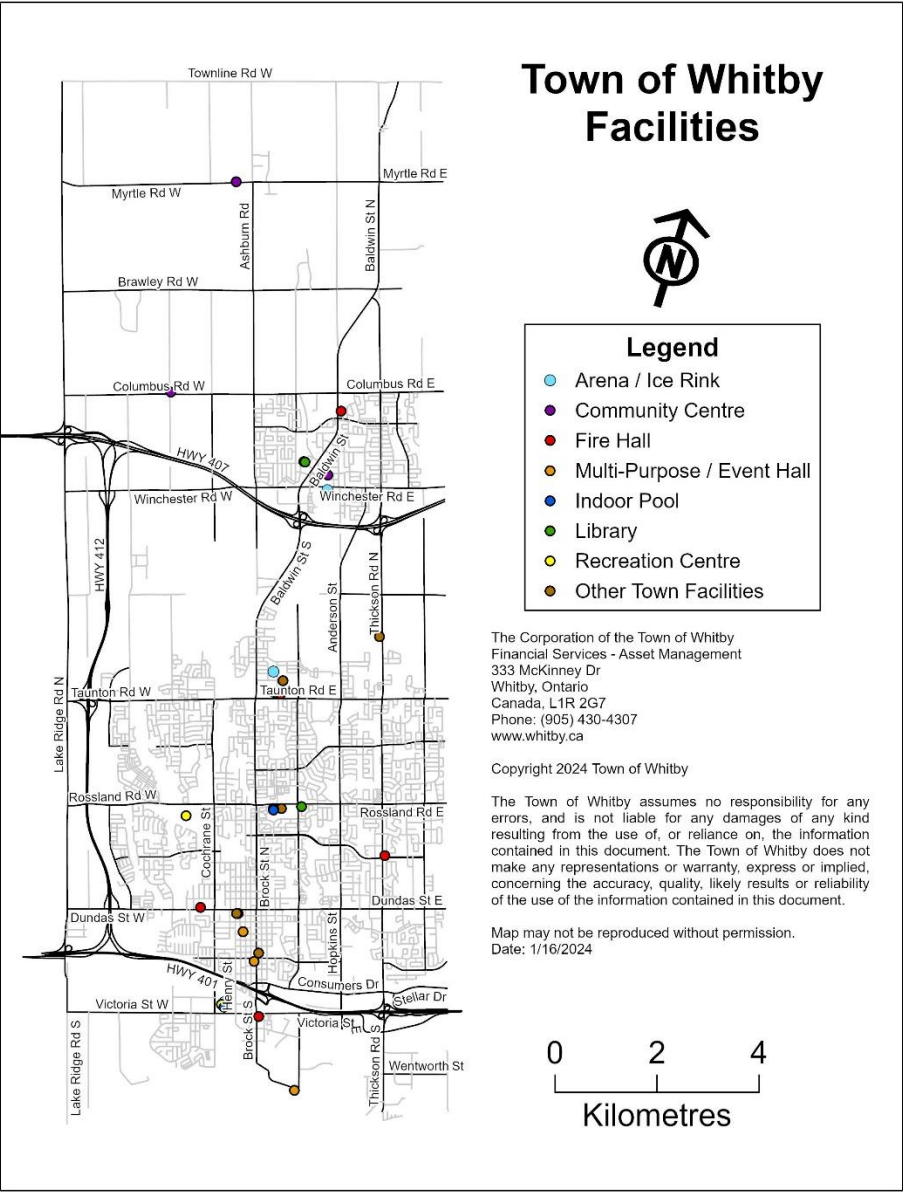 Town of Whitby
Facilities
N
Legend
Arena / Ice Rink
Community Centre
Fire Hall
Multi-Purpose / Event Hall
Indoor Pool
Library
Recreation Centre
Other Town Facilities
The Corporation of the Town of Whitby
Financial Services - Asset Management
333 McKinney Dr
Whitby, Ontario
Canada, L1R 2G7
Phone: (905) 430-4307
www.whitby.ca
Copyright 2024 Town of Whitby
The Town of Whitby assumes no responsibility for any
errors, and is not liable for any damages of any kind
resulting from the use of, or reliance on, the information
contained in this document. The Town of Whitby does not
make any representations or warranty, express or implied,
concerning the accuracy, quality, likely results or reliability
of the use of the information contained in this document.
Map may not be reproduced without permission.
Date: 1/16/2024
0 2 4
Kilometres
Townline Rd W
Myrtle Rd E
Myrtle Rd W
Ashburn Rd
Baldwin St N
Brawley Rd W
Columbus Rd W
Columbus Rd E
HWY 407
Baldwin St
Winchester Rd W
Winchester Rd E
HWY 412
Baldwin St S
Anderson St
Thickson Rd N
Lake Ridge Rd N
Taunton Rd W
Taunton Rd E
Rossland Rd W
Rossland Rd E
Cochrane St
Brock St N
Dundas St W
Dundas St E
Hopkins St
HWY 401
Henry St
Consumers Dr
Stellar Dr
Victoria St W
Victoria St E
Brock St S
Lake Ridge Rd S
Thickson Rd S
Wentworth St